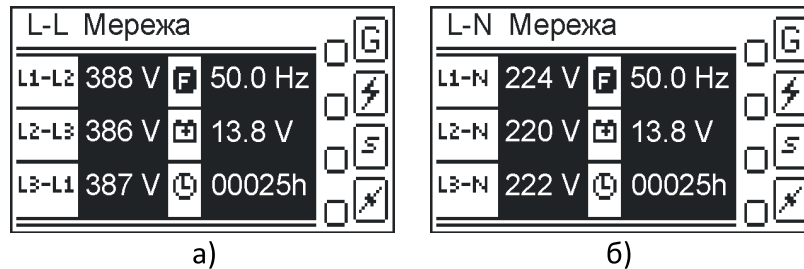 L-L Мережа
G
L1-L2 388 V F 50.0 Hz
L2-L3 386 V 13.8 V
S
L3-L1 387 V 00025h
а)
L-N Мережа
G
L1-N 224 V F 50.0 Hz
L2-N 220 V 13.8 V
S
L3-N 222 V 00025h
б)